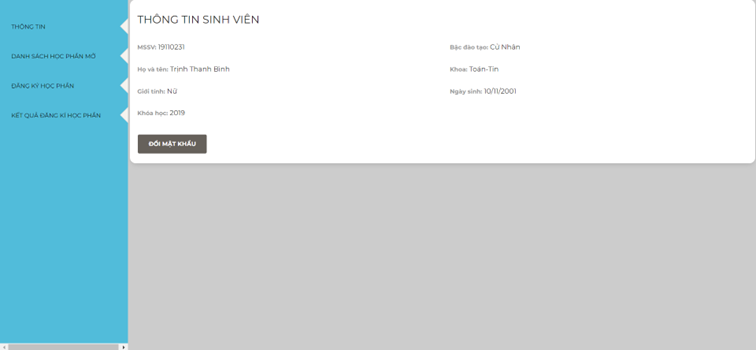 THÔNG TIN
DANH SÁCH HỌC PHẦN MỞ
ĐĂNG KÝ HỌC PHẦN
KẾT QUẢ ĐĂNG KÍ HỌC PHẦN
THÔNG TIN SINH VIÊN
MSSV: 19110231
Bậc đào tạo: Cử Nhân
Họ và tên: Trịnh Thanh Bình
Khoa: Toán-Tin
Giới tính: Nữ
Ngày sinh: 10/11/2001
Khóa học: 2019
ĐỔI MẬT KHẨU